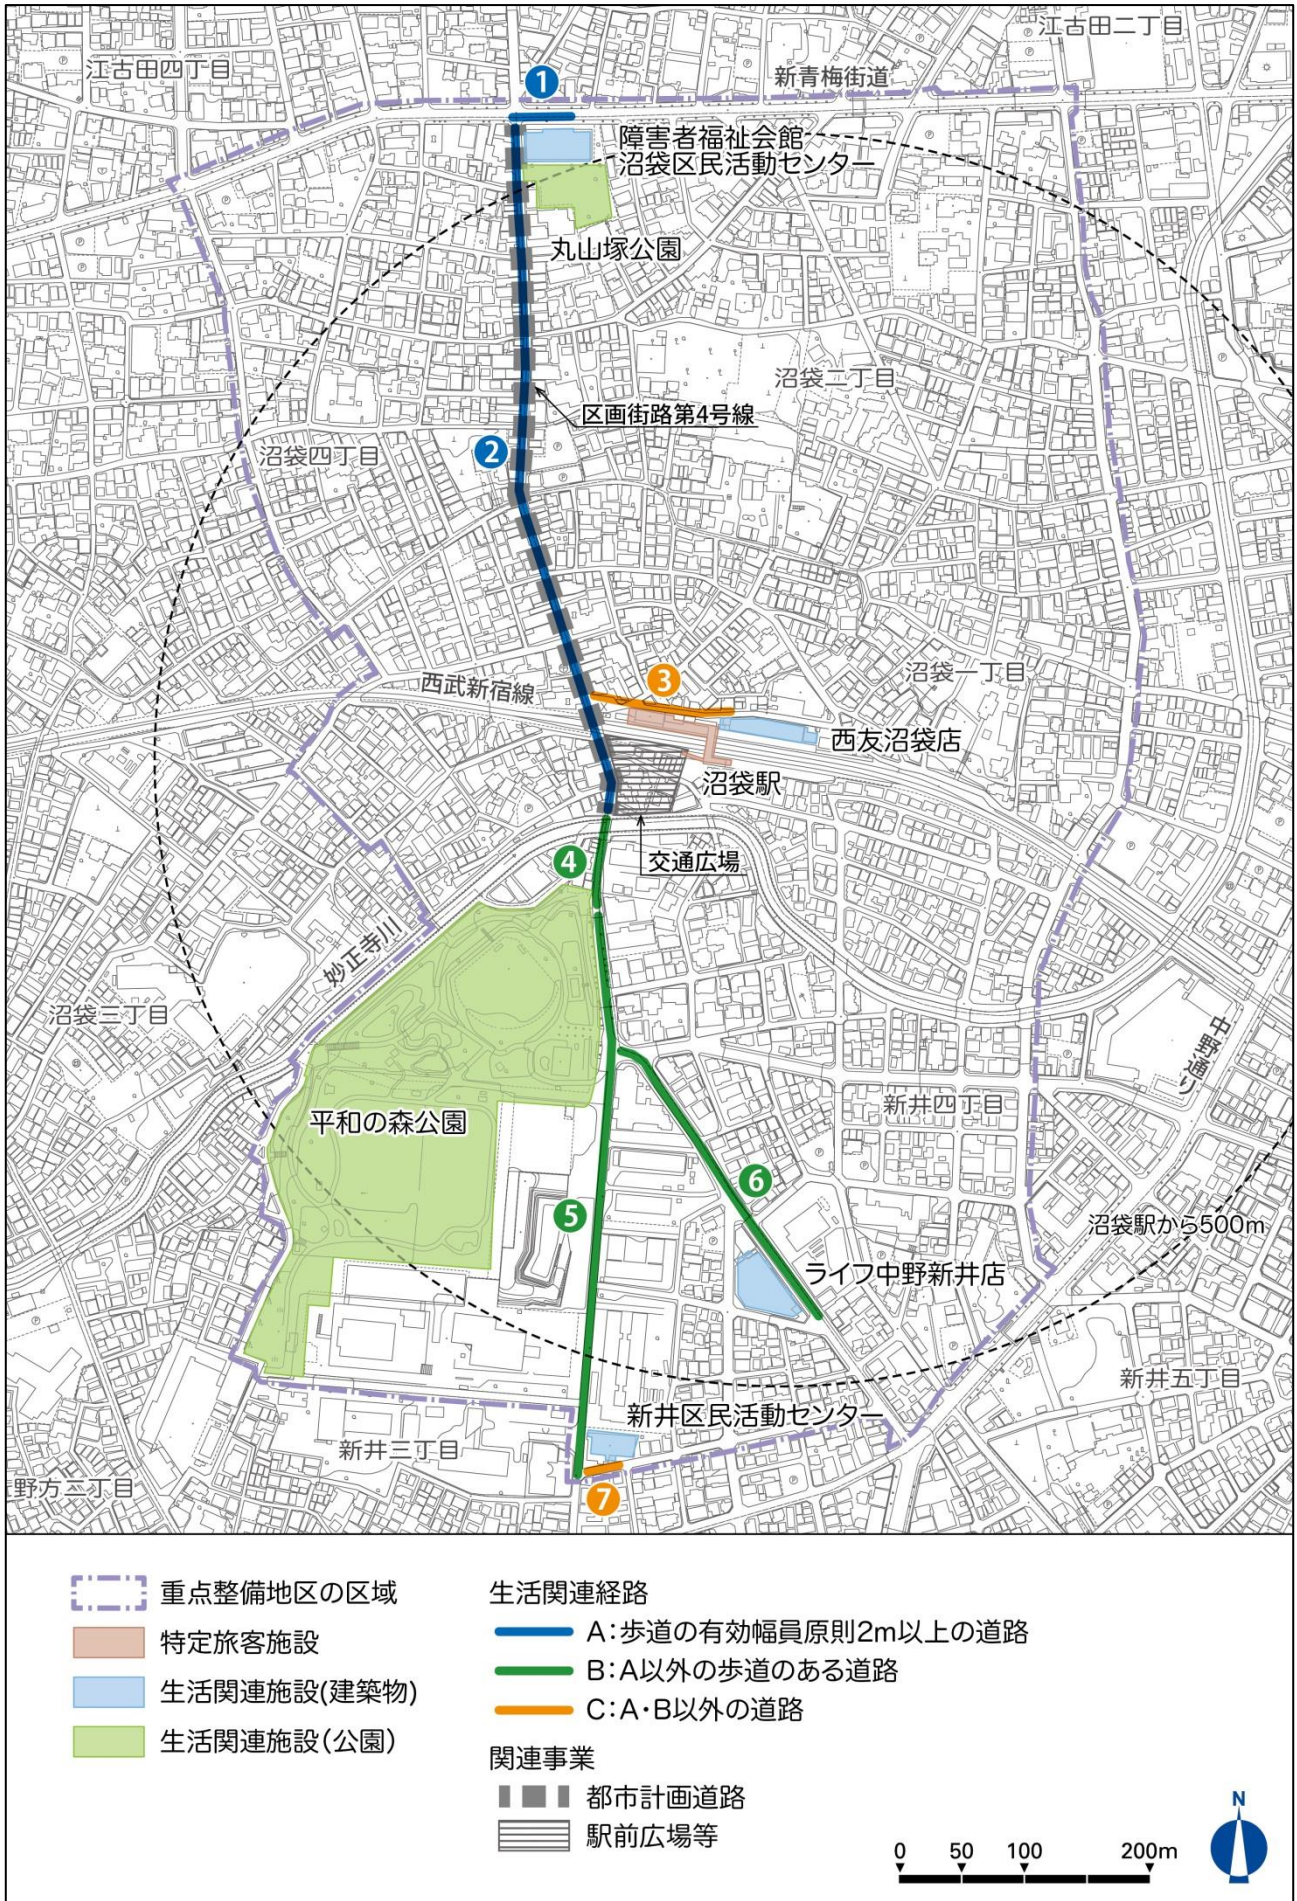 江古田二丁目
江古田四丁目
1
新青梅街道
障害者福祉会館
沼袋区民活動センター
丸山塚公園
沼袋二丁目
区画街路第4号線
沼袋四丁目
2
3
沼袋一丁目
西武新宿線
西友沼袋店
沼袋駅
4
交通広場
妙正寺川
沼袋三丁目
中野通り
平和の森公園
新井四丁目
6
5
沼袋駅から500m
ライフ中野新井店
新井五丁目
新井区民活動センター
新井三丁目
野方二丁目
7
重点整備地区の区域
特定旅客施設
生活関連施設(建築物)
生活関連施設(公園)
生活関連経路
A:歩道の有効幅員原則2m以上の道路
B:A以外の歩道のある道路
C:A・B以外の道路
関連事業
都市計画道路
駅前広場等
0 50 100 200m
N